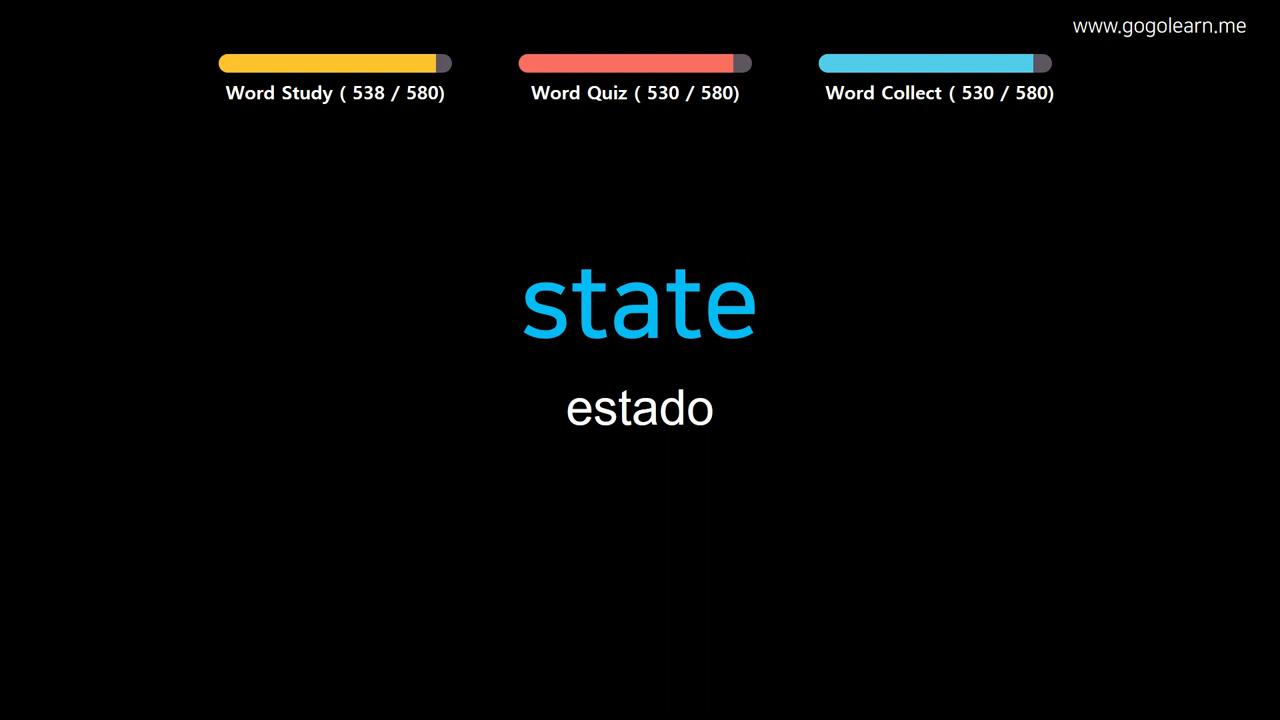 www.gogolearn.me
Word Study ( 538 / 580)
Word Quiz ( 530 / 580)
Word Collect ( 530 / 580)
state
estado